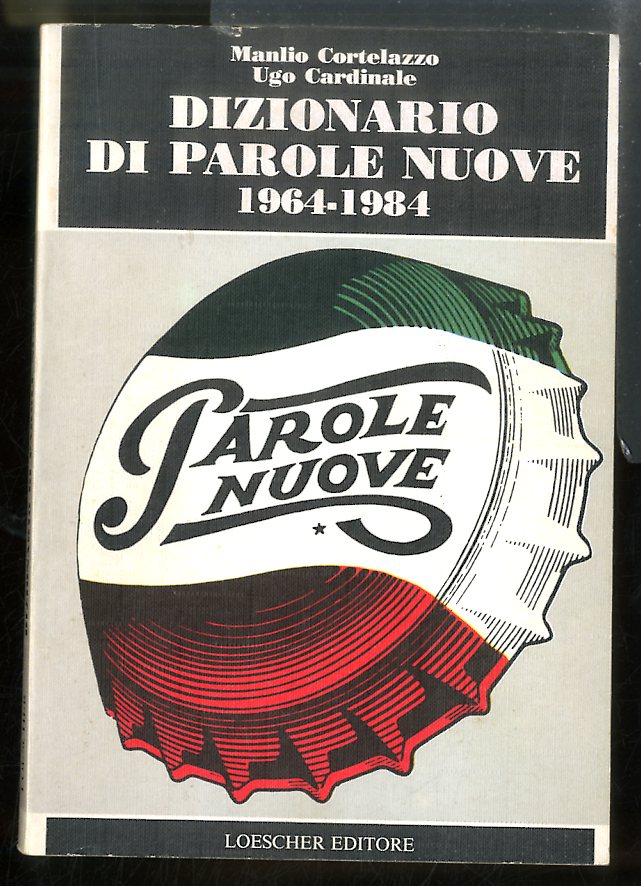 Manlio Cortelazzo
Ugo Cardinale
DIZIONARIO
DI PAROLE NUOVE
1964-1984
PAROLE
NUOVE
LOESCHER EDITORE